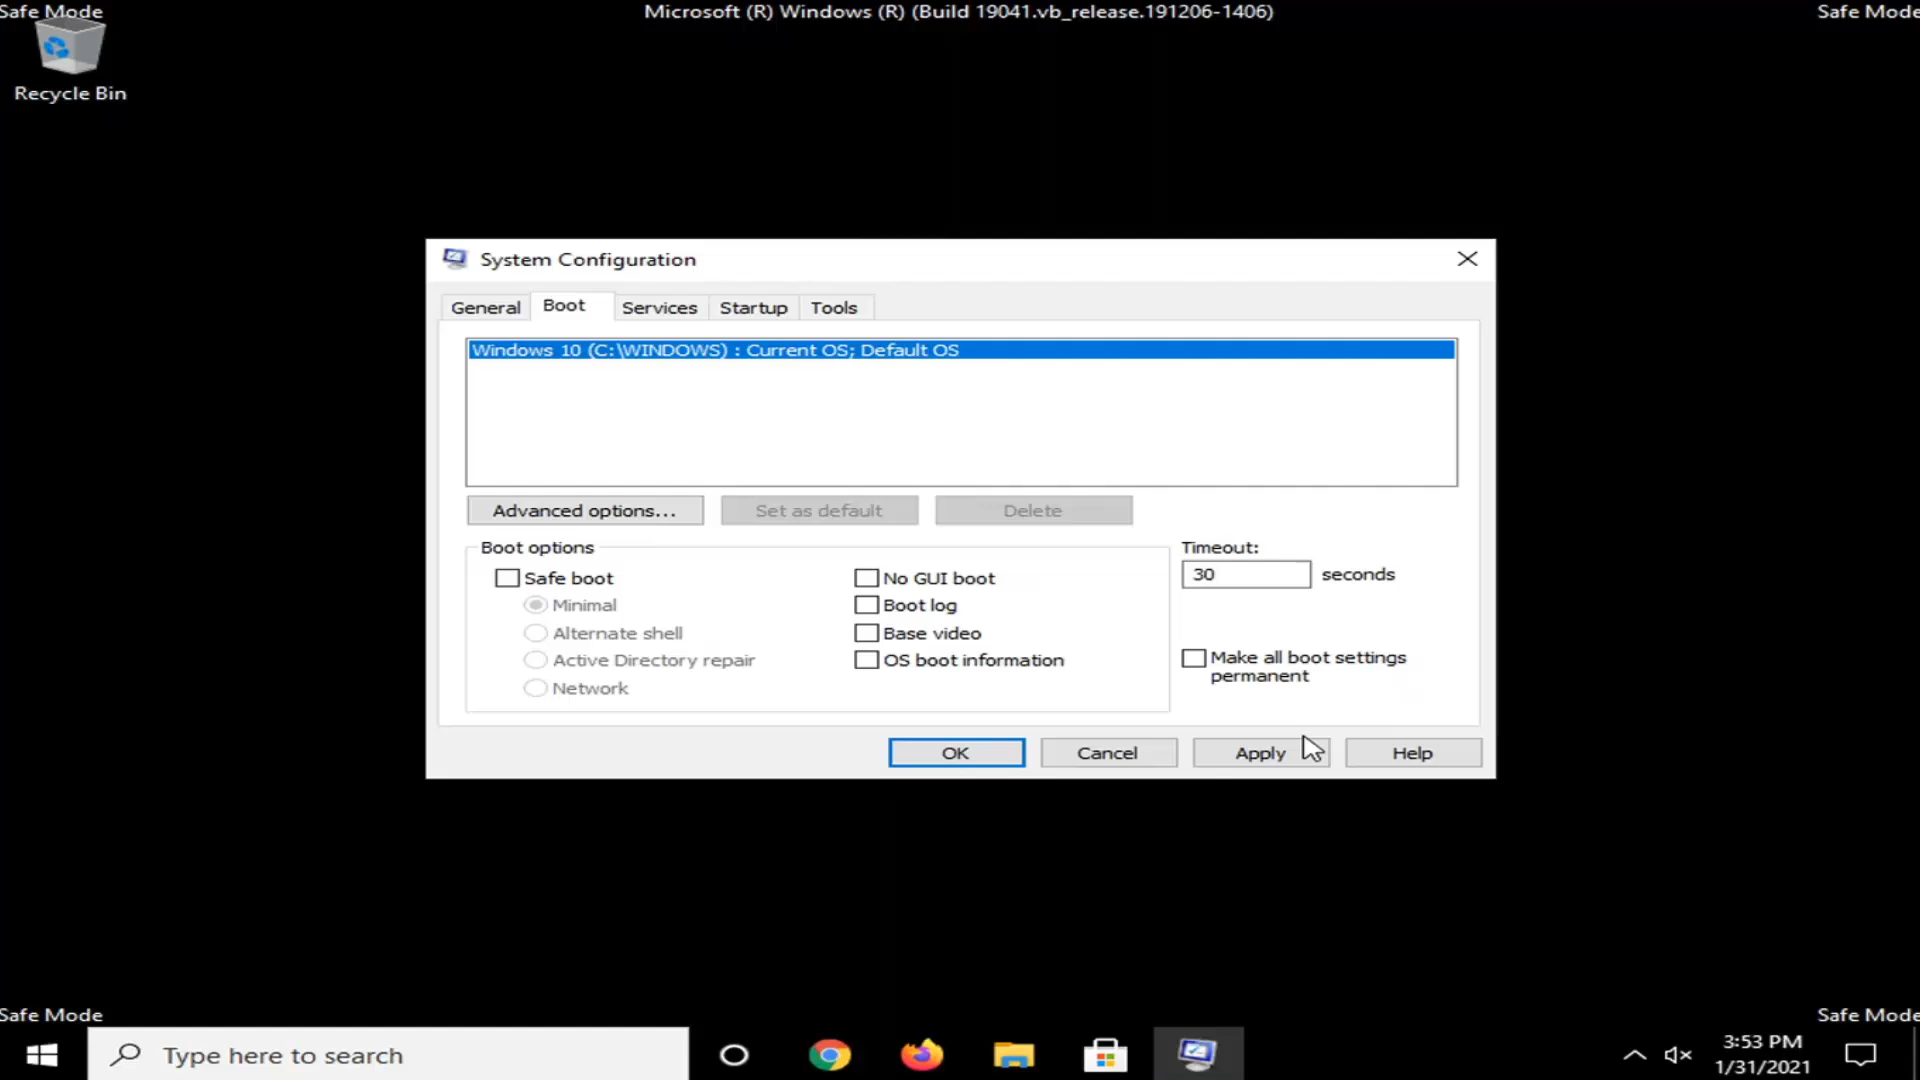 Safe Mode
Microsoft (R) Windows (R) (Build 19041.vb_release.191206-1406)
Safe Mode
Recycle Bin
System Configuration
General
Boot
Services
Startup
Tools
Windows 10 (C:\WINDOWS) : Current OS; Default OS
Advanced options...
Set as default
Delete
Boot options
Safe boot
Minimal
Alternate shell
Active Directory repair
Network
No GUI boot
Boot log
Base video
OS boot information
Timeout:
30 seconds
Make all boot settings
permanent
OK
Cancel
Apply
Help
Safe Mode
Safe Mode
Type here to search
3:53 PM
1/31/2021